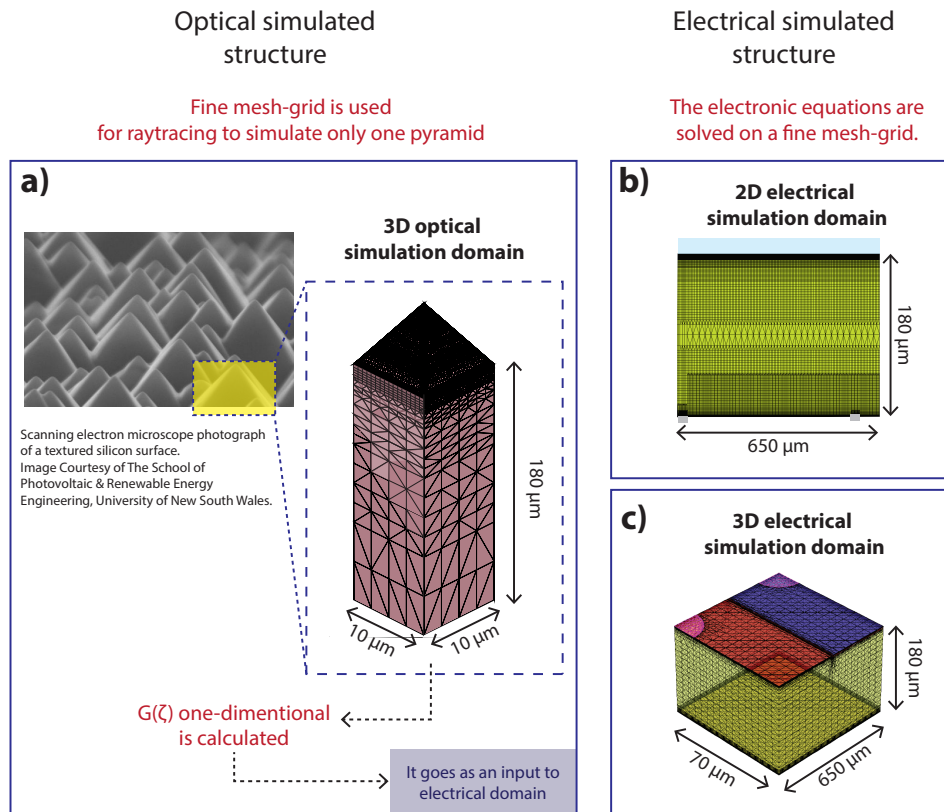 Optical simulated
structure
Fine mesh-grid is used
for raytracing to simulate only one pyramid
a)
3D optical
simulation domain
Scanning electron microscope photograph
of a textured silicon surface.
Image Courtesy of The School of
Photovoltaic & Renewable Energy
Engineering, University of New South Wales.
180 µm
10 µm
10 µm
G(ζ) one-dimentional
is calculated
It goes as an input to
electrical domain
Electrical simulated
structure
The electronic equations are
solved on a fine mesh-grid.
b)
2D electrical
simulation domain
180 µm
650 µm
c)
3D electrical
simulation domain
180 µm
70 µm
650 µm